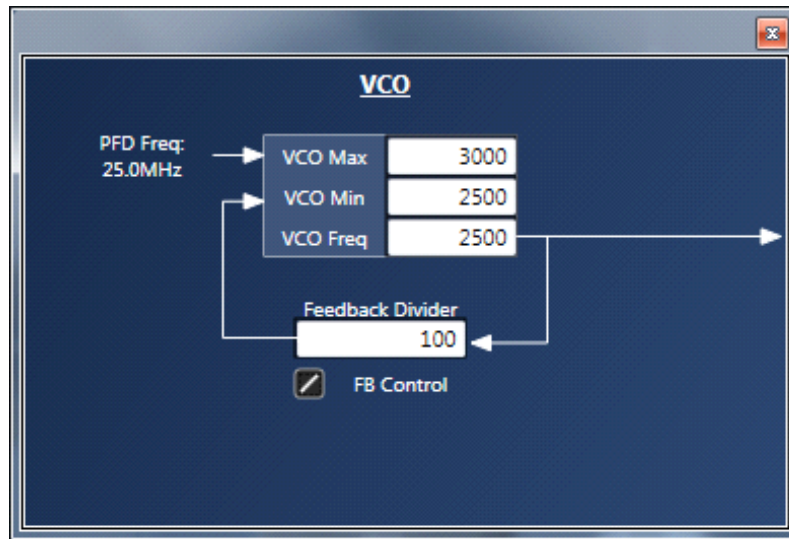 VCO
PFD Freq:
25.0MHz
VCO Max 3000
VCO Min 2500
VCO Freq 2500
Feedback Divider
100
FB Control